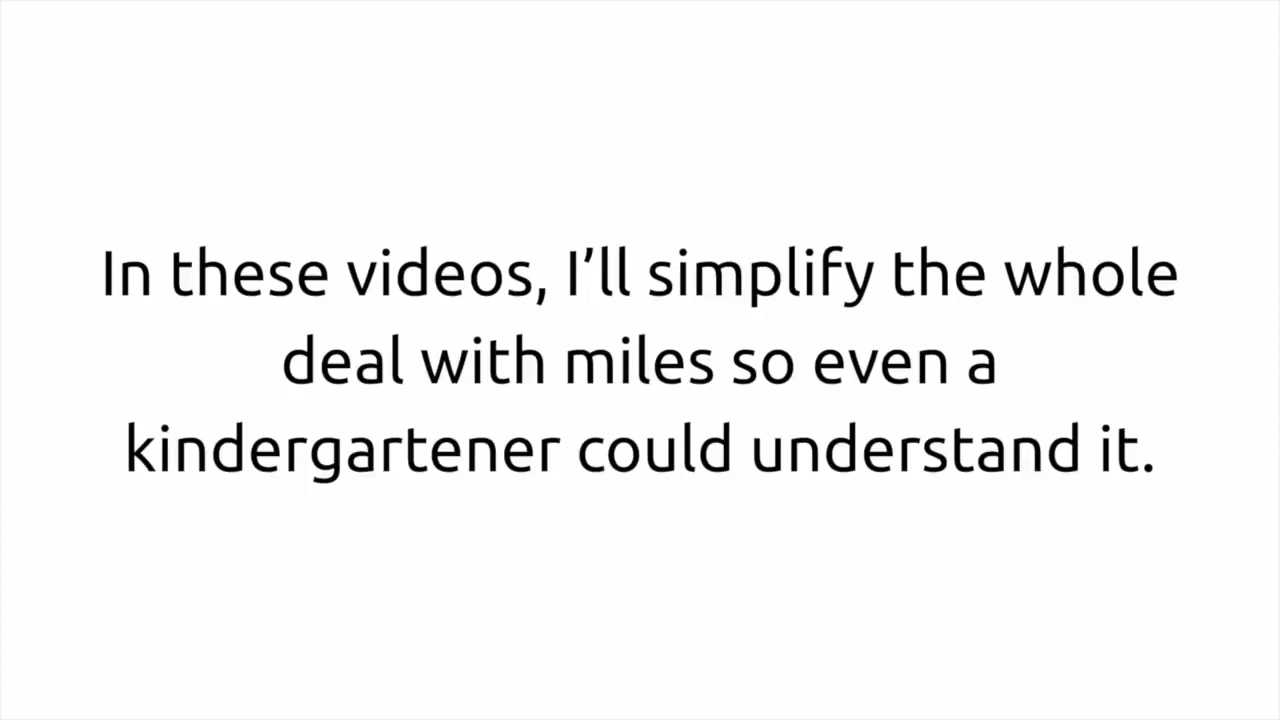 In these videos, I’ll simplify the whole
deal with miles so even a
kindergartener could understand it.